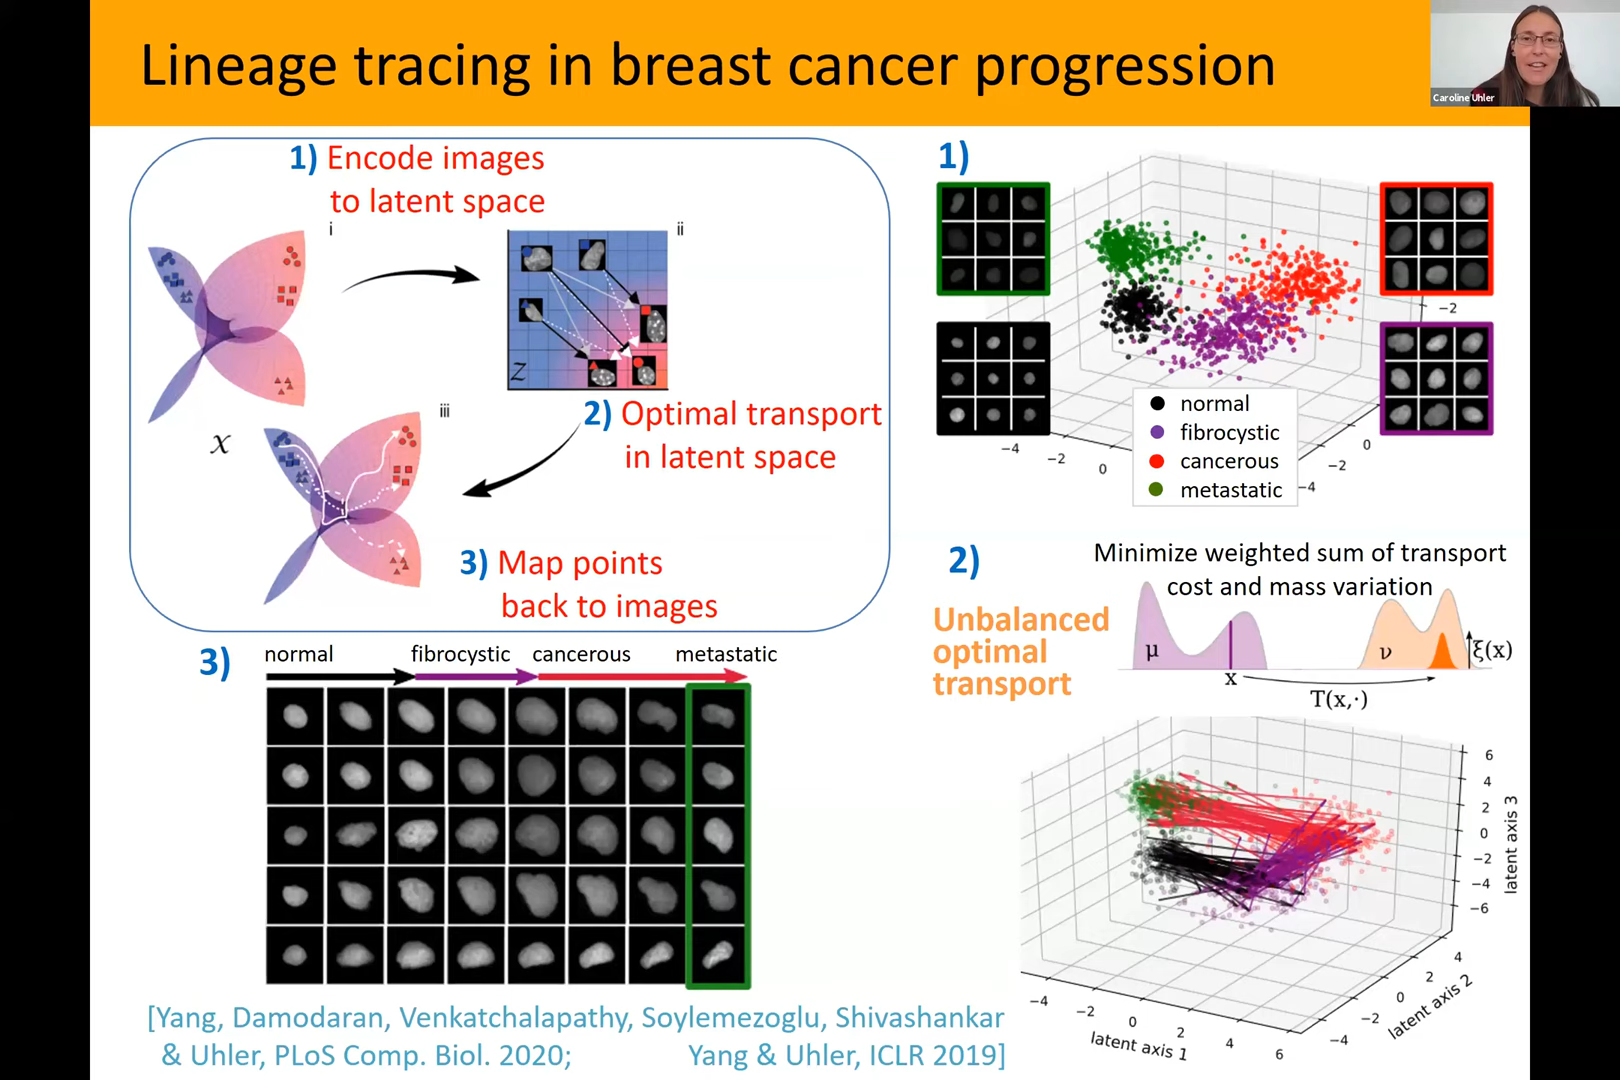 Lineage tracing in breast cancer progression
Caroline Uhler
1) Encode images
to latent space
i
ii
z
x
iii
2) Optimal transport
in latent space
3) Map points
back to images
1)
-4
-2
0
-4
-2
0
-2
normal
fibrocystic
cancerous
metastatic
2)
Minimize weighted sum of transport
cost and mass variation
Unbalanced
optimal
transport
μ
x
ν
ξ(x)
T(x,·)
3)
normal
fibrocystic
cancerous
metastatic
6
4
2
0
-2
-4
-6
latent axis 3
4
2
0
-2
-4
latent axis 2
-4
-2
0
2
4
6
latent axis 1
[Yang, Damodaran, Venkatchalapathy, Soylemezoglu, Shivashankar
& Uhler, PLoS Comp. Biol. 2020; Yang & Uhler, ICLR 2019]